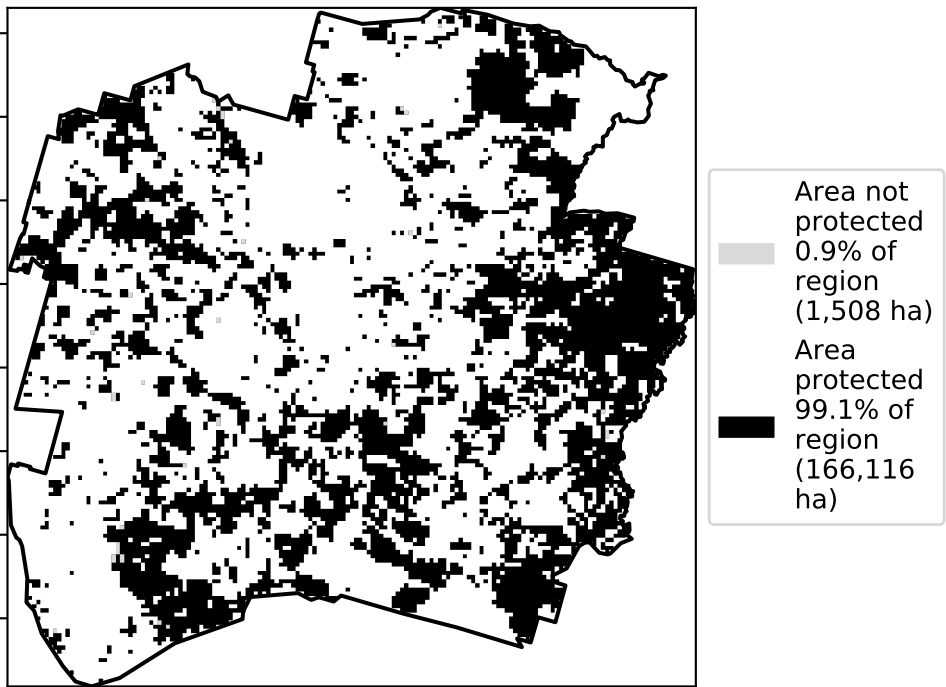 Area not
protected
0.9% of
region
(1,508 ha)
Area
protected
99.1% of
region
(166,116
ha)